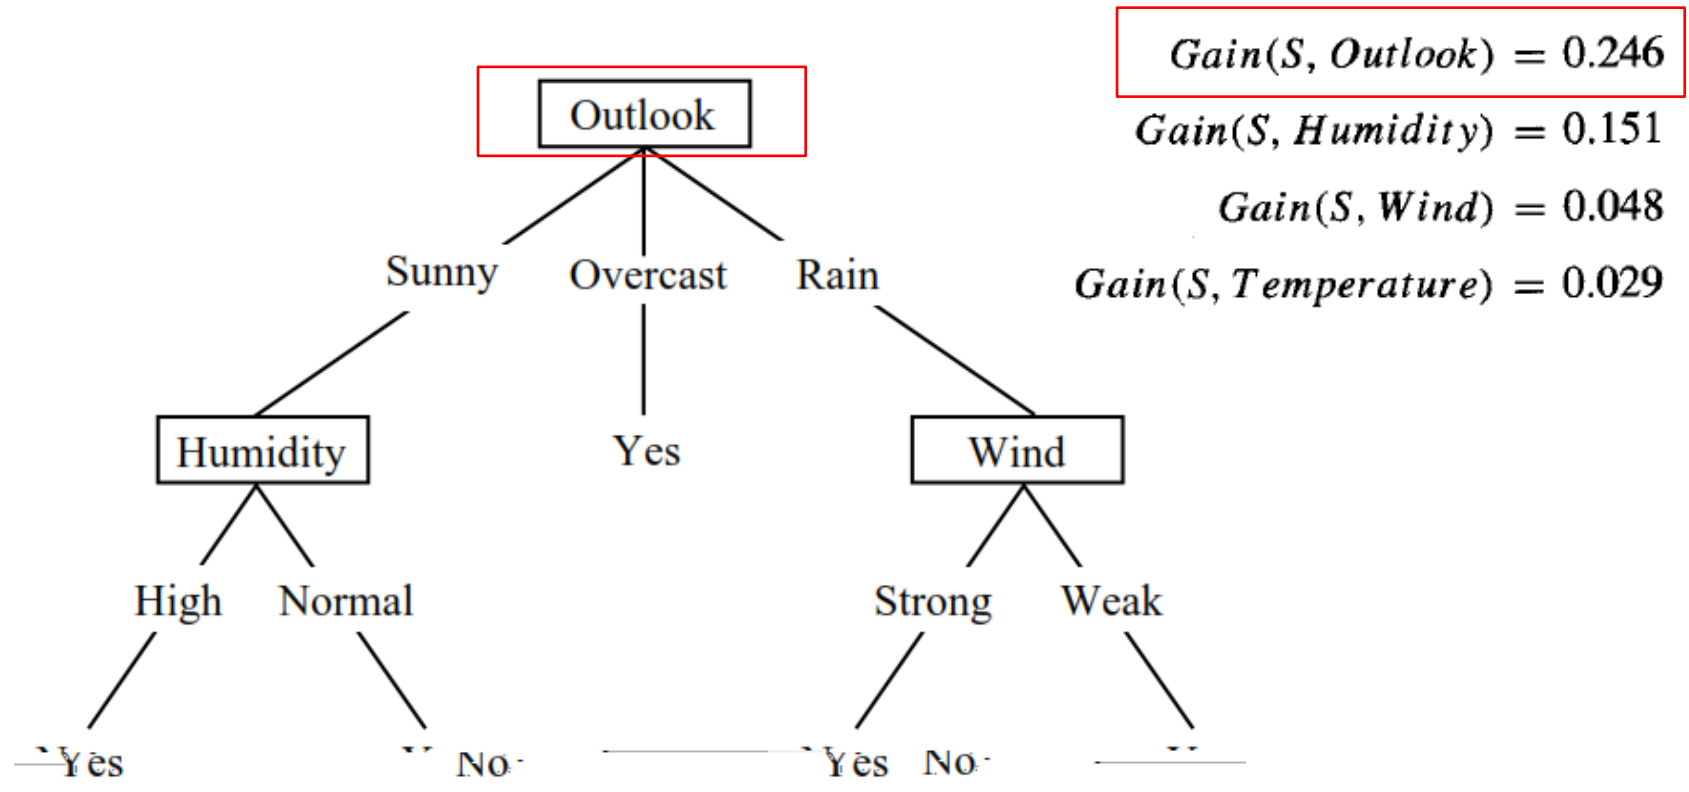 Gain(S, Outlook) = 0.246
Outlook
Gain(S, Humidity) = 0.151
Gain(S, Wind) = 0.048
Sunny Overcast Rain
Gain(S, Temperature) = 0.029
Humidity Yes Wind
High Normal Strong Weak
Yes No Yes No